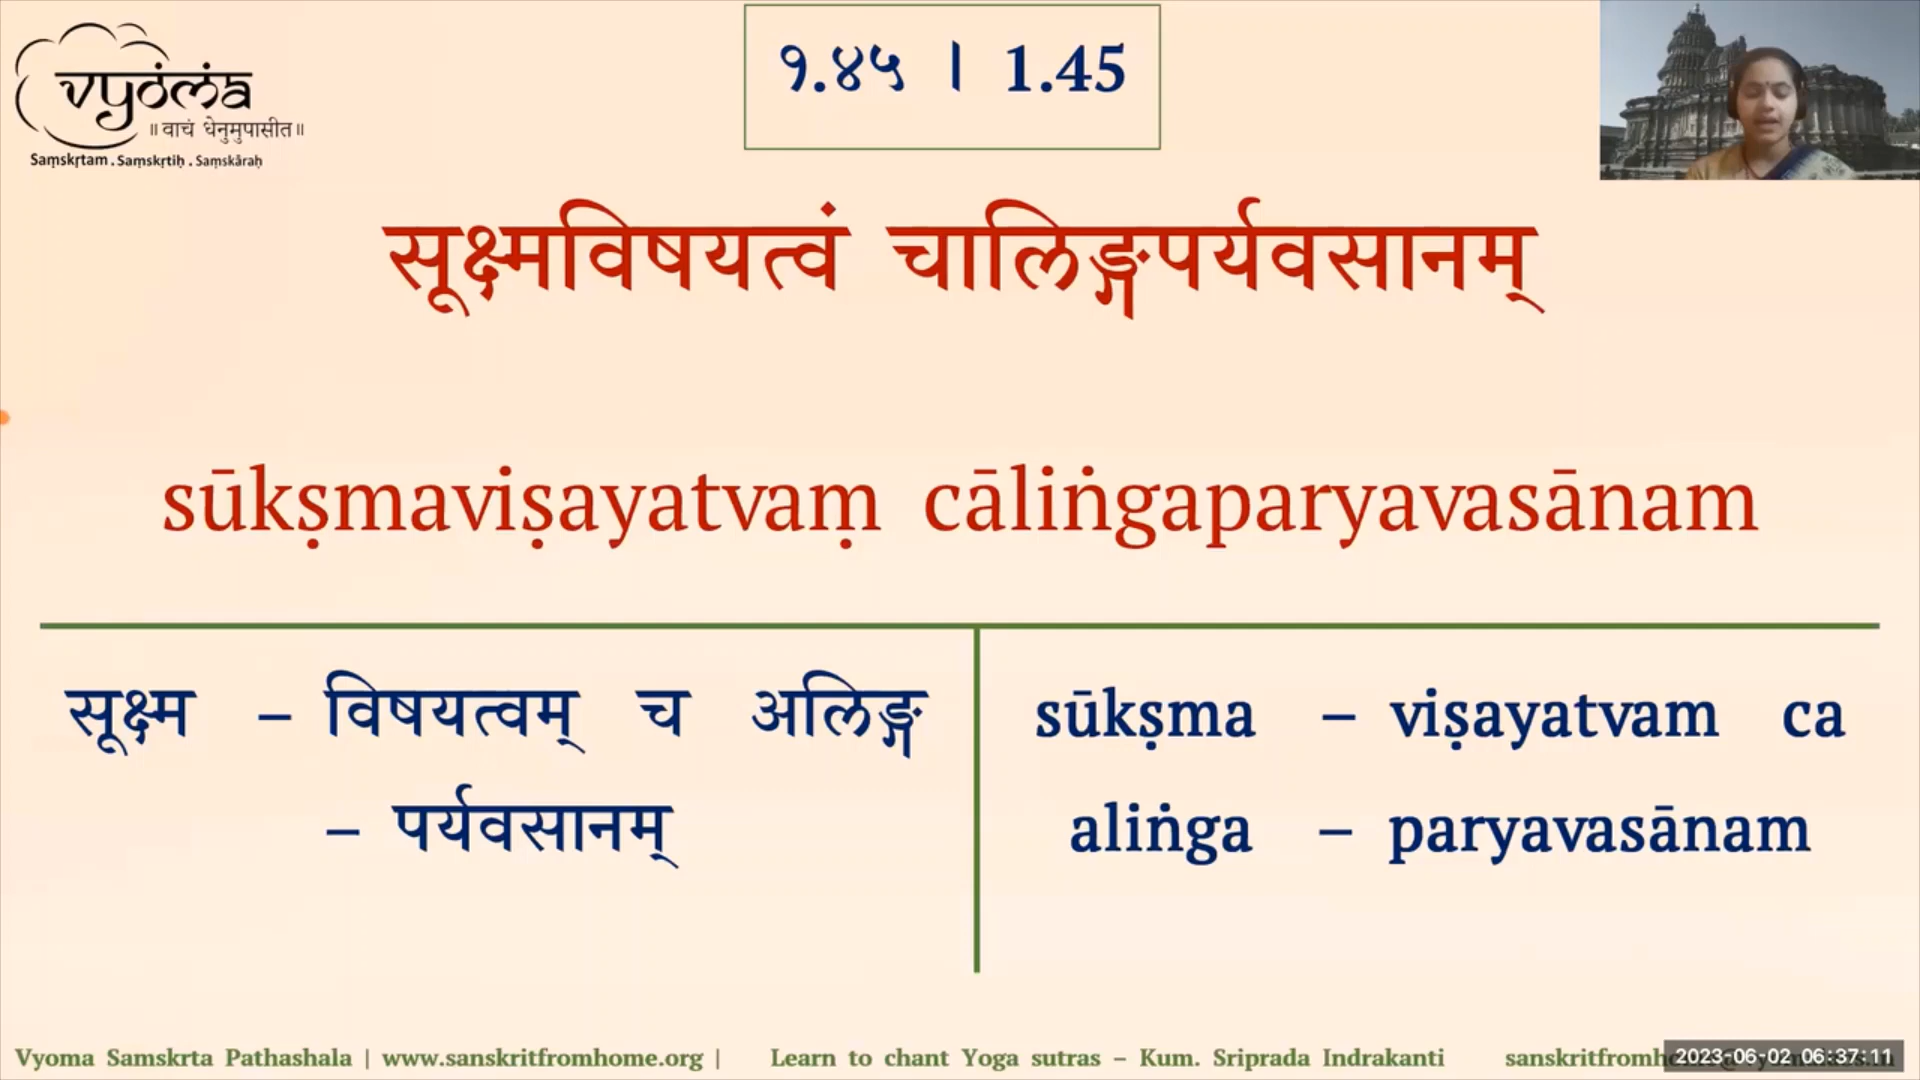 vyoma
॥ वाचं धेनुमुपासीत॥
Saṃskṛtam . Saṃskṛtiḥ . Saṃskāraḥ
१.४५ । 1.45
सूक्ष्मविषयत्वं चालिङ्गपर्यवसानम्
sūkṣmaviṣayatvaṃ cāliṅgaparyavasānam
सूक्ष्म – विषयत्वम् च अलिङ्ग
– पर्यवसानम्
sūkṣma – viṣayatvam ca
aliṅga – paryavasānam
Vyoma Samskrta Pathashala | www.sanskritfromhome.org | Learn to chant Yoga sutras – Kum. Sriprada Indrakanti
2023-06-02 06:37:11